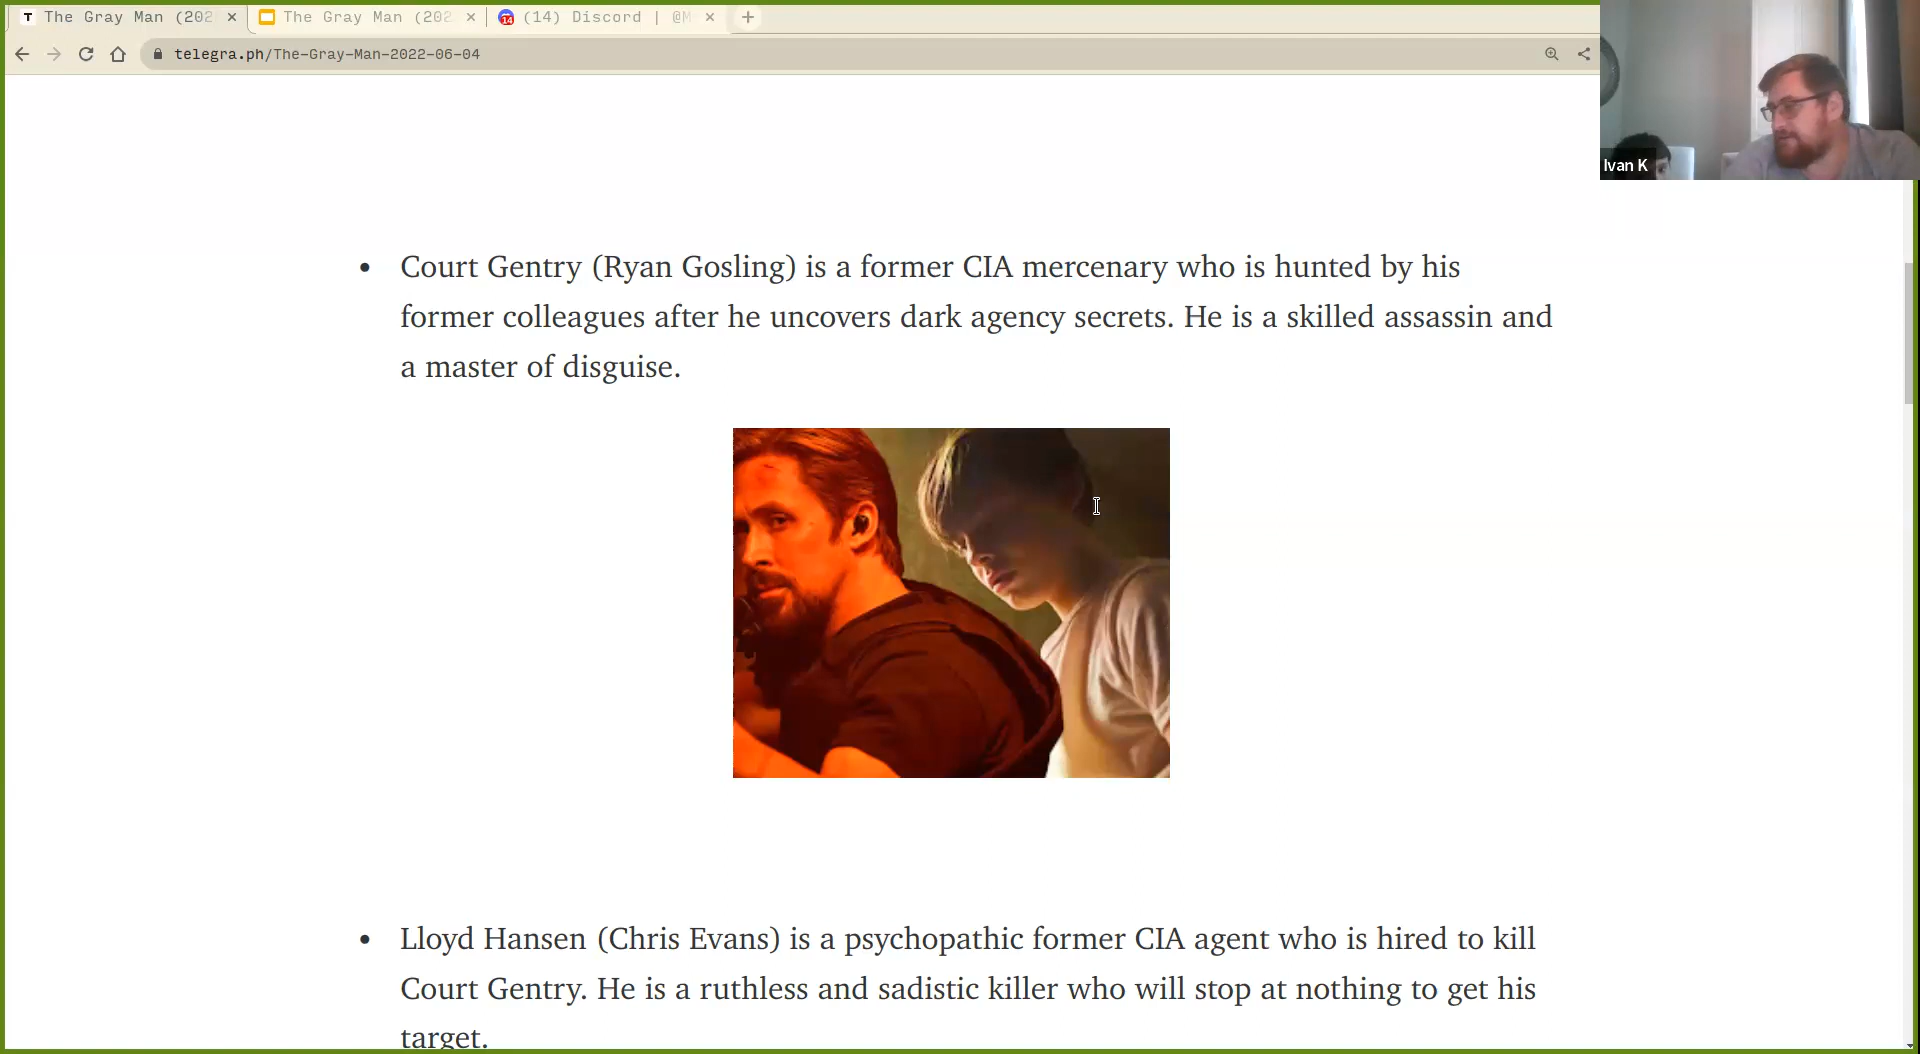 The Gray Man (202
The Gray Man (202
(14) Discord | @M
telegra.ph/The-Gray-Man-2022-06-04
Ivan K
• Court Gentry (Ryan Gosling) is a former CIA mercenary who is hunted by his
former colleagues after he uncovers dark agency secrets. He is a skilled assassin and
a master of disguise.
• Lloyd Hansen (Chris Evans) is a psychopathic former CIA agent who is hired to kill
Court Gentry. He is a ruthless and sadistic killer who will stop at nothing to get his
target.